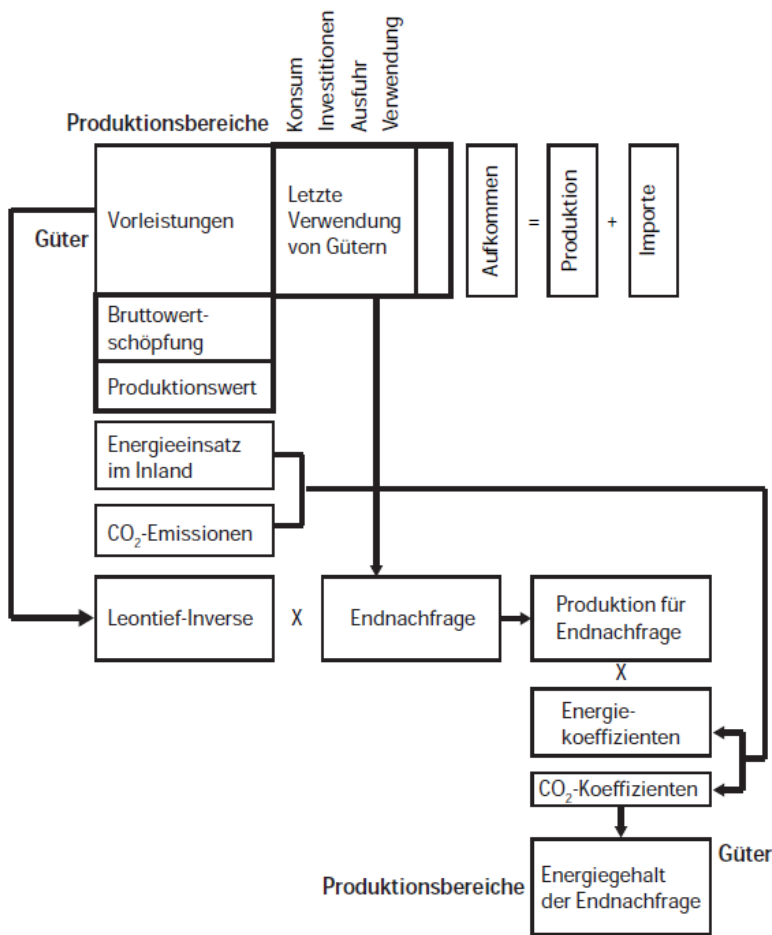 Konsum
Investitionen
Ausfuhr
Verwendung
Produktionsbereiche
Güter
Vorleistungen
Letzte
Verwendung
von Gütern
Aufkommen
=
Produktion
+
Importe
Bruttowert-
schöpfung
Produktionswert
Energieeinsatz
im Inland
CO₂-Emissionen
Leontief-Inverse
X
Endnachfrage
Produktion für
Endnachfrage
X
Energie-
koeffizienten
CO₂-Koeffizienten
Güter
Produktionsbereiche
Energiegehalt
der Endnachfrage